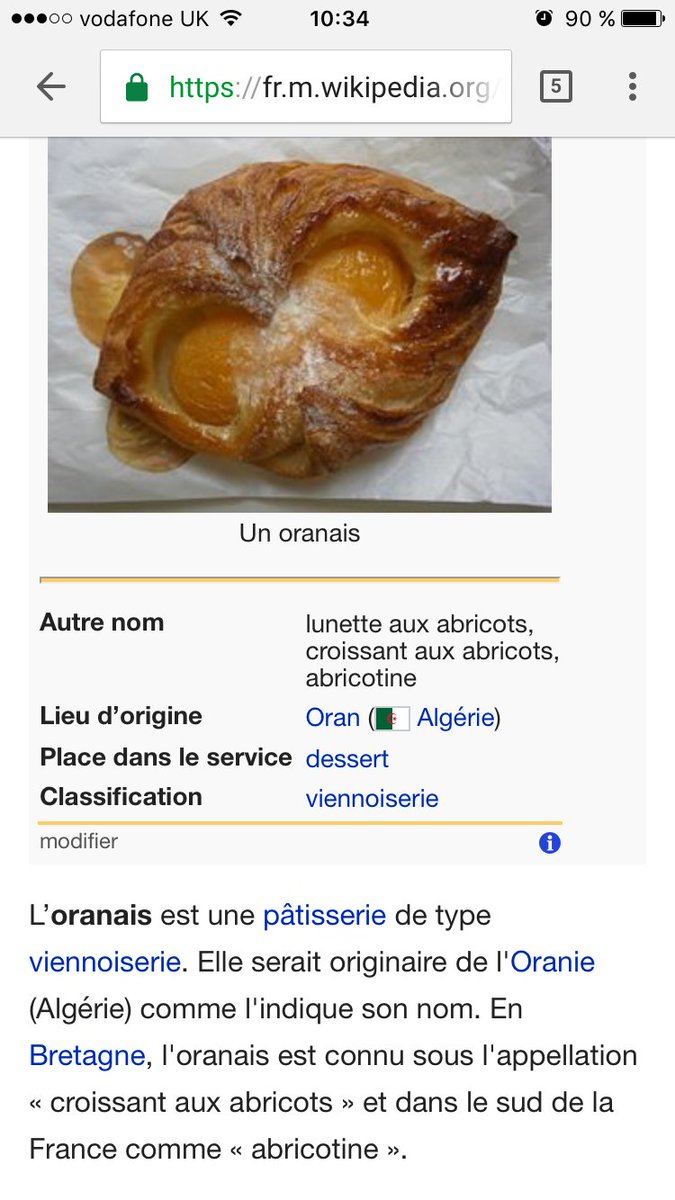 vodafone UK 10:34 90 %
https://fr.m.wikipedia.org/ 5
Un oranais
Autre nom lunette aux abricots,
croissant aux abricots,
abricotine
Lieu d’origine Oran ( Algérie)
Place dans le service dessert
Classification viennoiserie
modifier i
L’oranais est une pâtisserie de type
viennoiserie. Elle serait originaire de l'Oranie
(Algérie) comme l'indique son nom. En
Bretagne, l'oranais est connu sous l'appellation
« croissant aux abricots » et dans le sud de la
France comme « abricotine ».